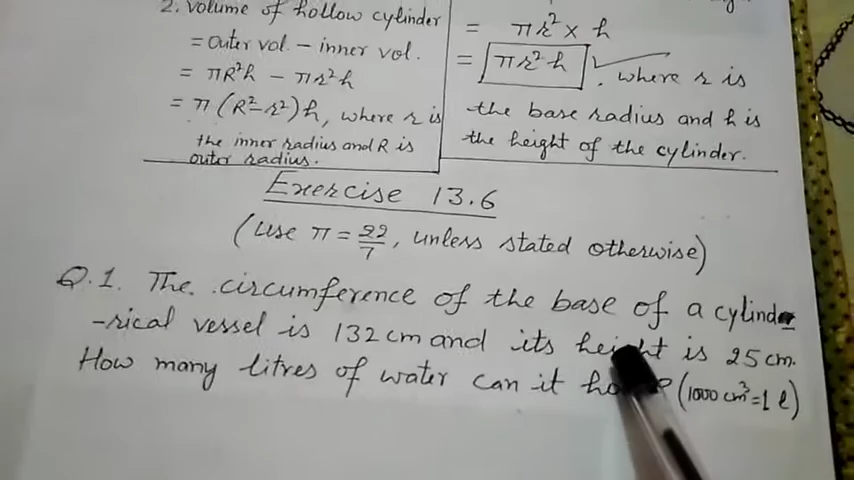 2. volume of hollow cylinder
= outer vol. - inner vol.
= πR²h - πr²h
= π(R²-r²)h, where r is
the inner radius and R is
outer radius.
= πr² × h
= πr²h, where r is
the base radius and h is
the height of the cylinder.
Exercise 13.6
(use π = 22/7, unless stated otherwise)
Q.1. The circumference of the base of a cylind
-rical vessel is 132 cm and its height is 25 cm.
How many litres of water can it (1000 cm³ = 1 l)